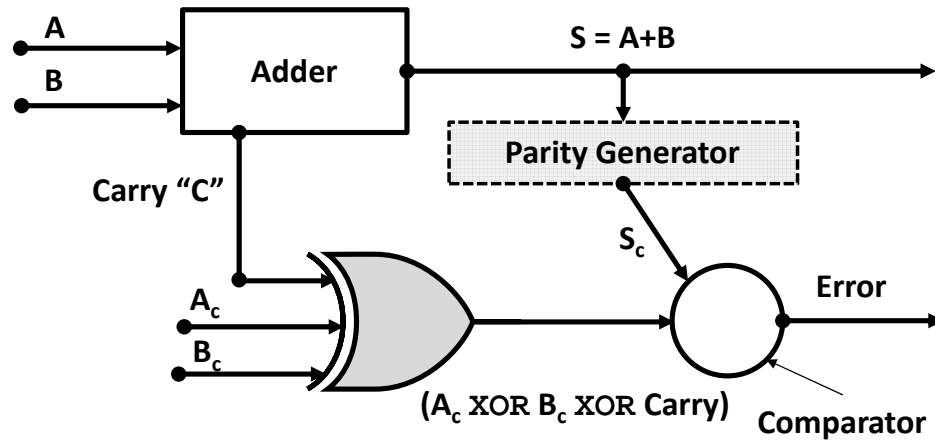 A
B
Adder
S = A+B
Parity Generator
Carry “C”
Sc
Ac
Bc
Error
(Ac XOR Bc XOR Carry)
Comparator